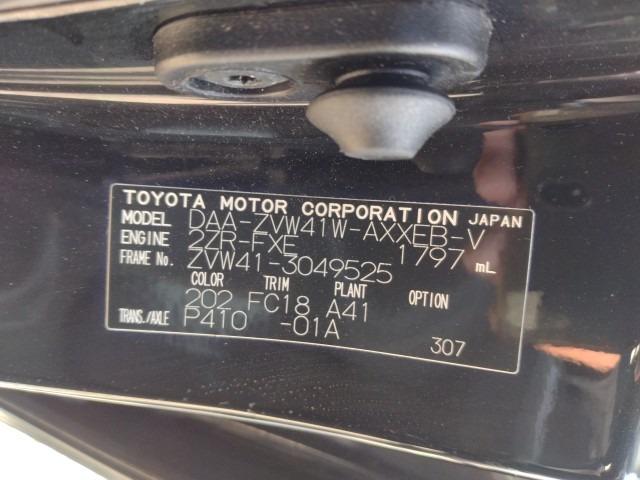 TOYOTA MOTOR CORPORATION JAPAN
MODEL DAA-ZVW41W-AXXEB-V
ENGINE 2ZR-FXE 1797 mL
FRAME No. ZVW41-3049525
COLOR TRIM PLANT OPTION
202 FC18 A41
TRANS./AXLE P410 -01A
307